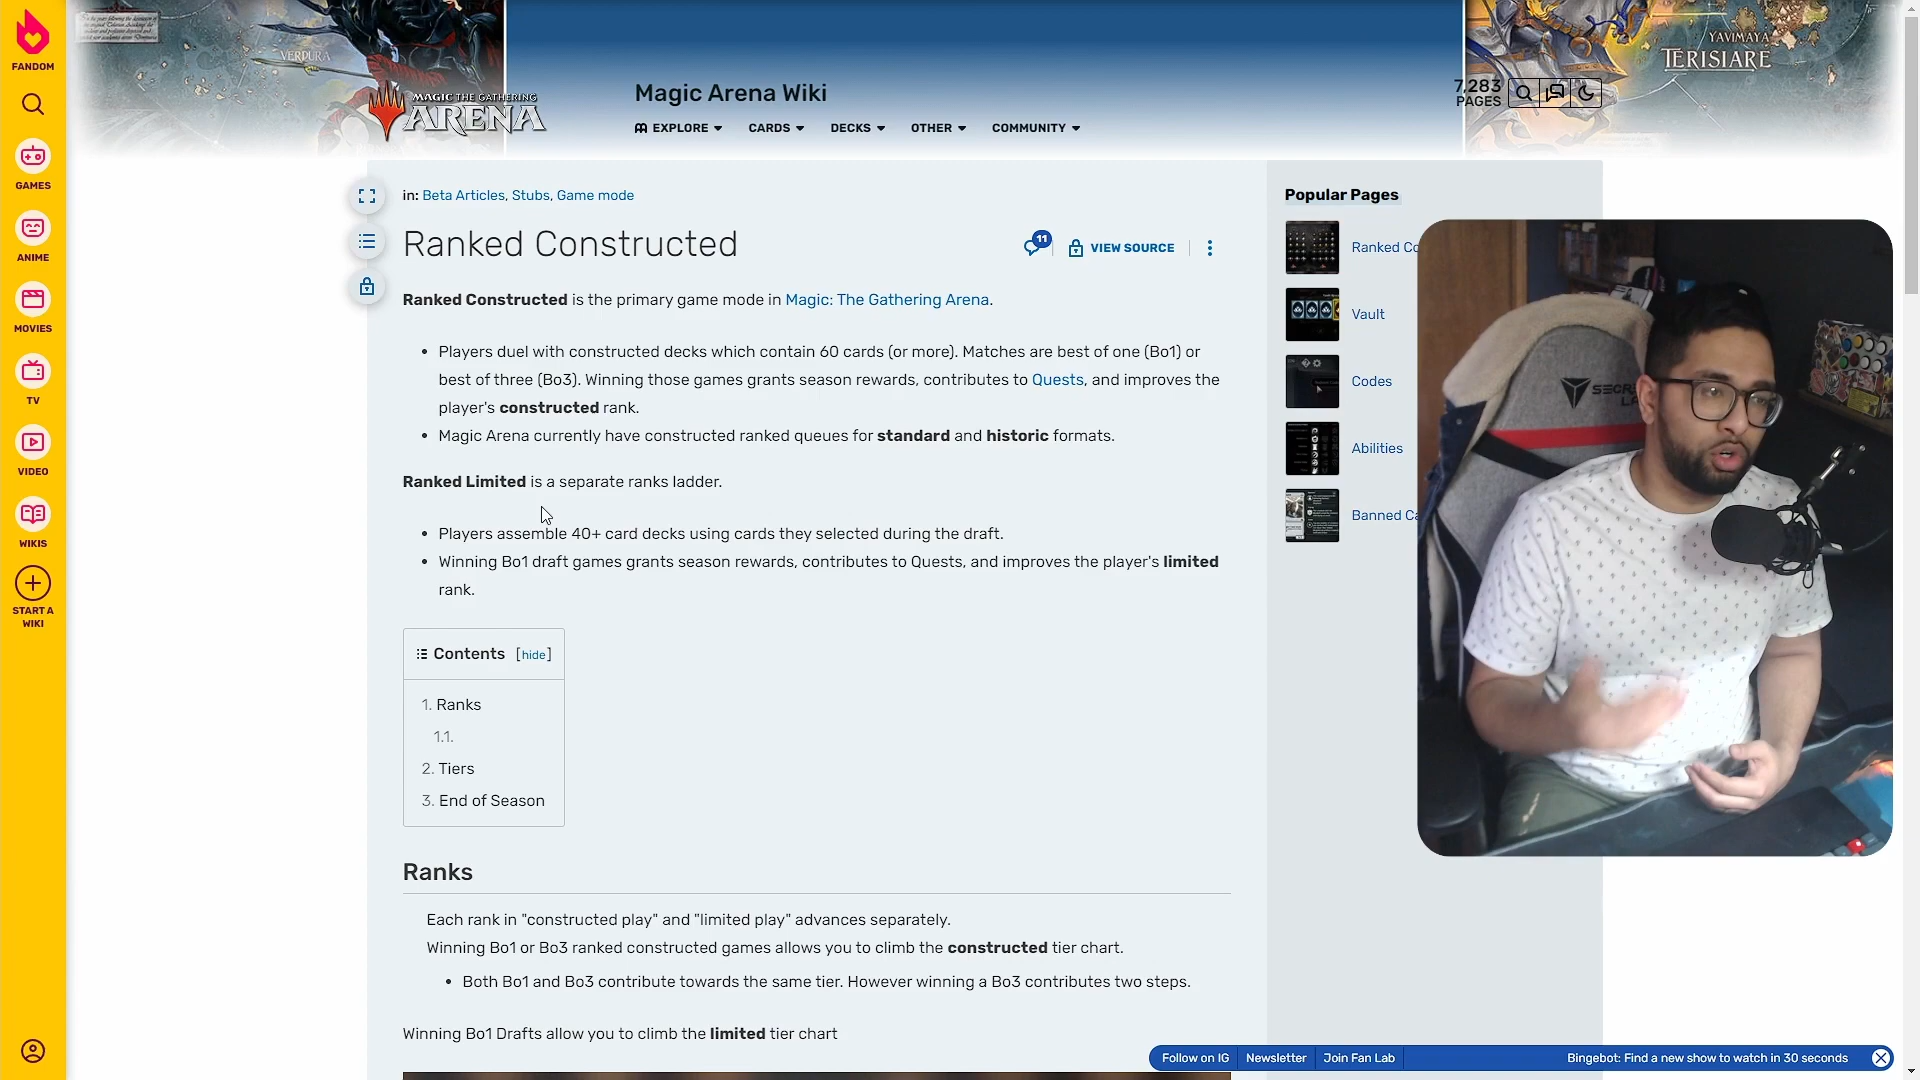 FANDOM
GAMES
ANIME
MOVIES
TV
VIDEO
WIKIS
START A
WIKI
VERDURA
YAVIMAYA
TERISIARE
MAGIC THE GATHERING
ARENA
Magic Arena Wiki
7,283
PAGES
EXPLORE
CARDS
DECKS
OTHER
COMMUNITY
in: Beta Articles, Stubs, Game mode
Ranked Constructed
11
VIEW SOURCE
Ranked Constructed is the primary game mode in Magic: The Gathering Arena.
• Players duel with constructed decks which contain 60 cards (or more). Matches are best of one (Bo1) or
best of three (Bo3). Winning those games grants season rewards, contributes to Quests, and improves the
player's constructed rank.
• Magic Arena currently have constructed ranked queues for standard and historic formats.
Ranked Limited is a separate ranks ladder.
• Players assemble 40+ card decks using cards they selected during the draft.
• Winning Bo1 draft games grants season rewards, contributes to Quests, and improves the player's limited
rank.
Contents [hide]
1. Ranks
1.1.
2. Tiers
3. End of Season
Ranks
Each rank in "constructed play" and "limited play" advances separately.
Winning Bo1 or Bo3 ranked constructed games allows you to climb the constructed tier chart.
• Both Bo1 and Bo3 contribute towards the same tier. However winning a Bo3 contributes two steps.
Winning Bo1 Drafts allow you to climb the limited tier chart
Popular Pages
Ranked Co
Vault
Codes
Abilities
Banned Ca
SECR
LA
Follow on IG
Newsletter
Join Fan Lab
Bingebot: Find a new show to watch in 30 seconds